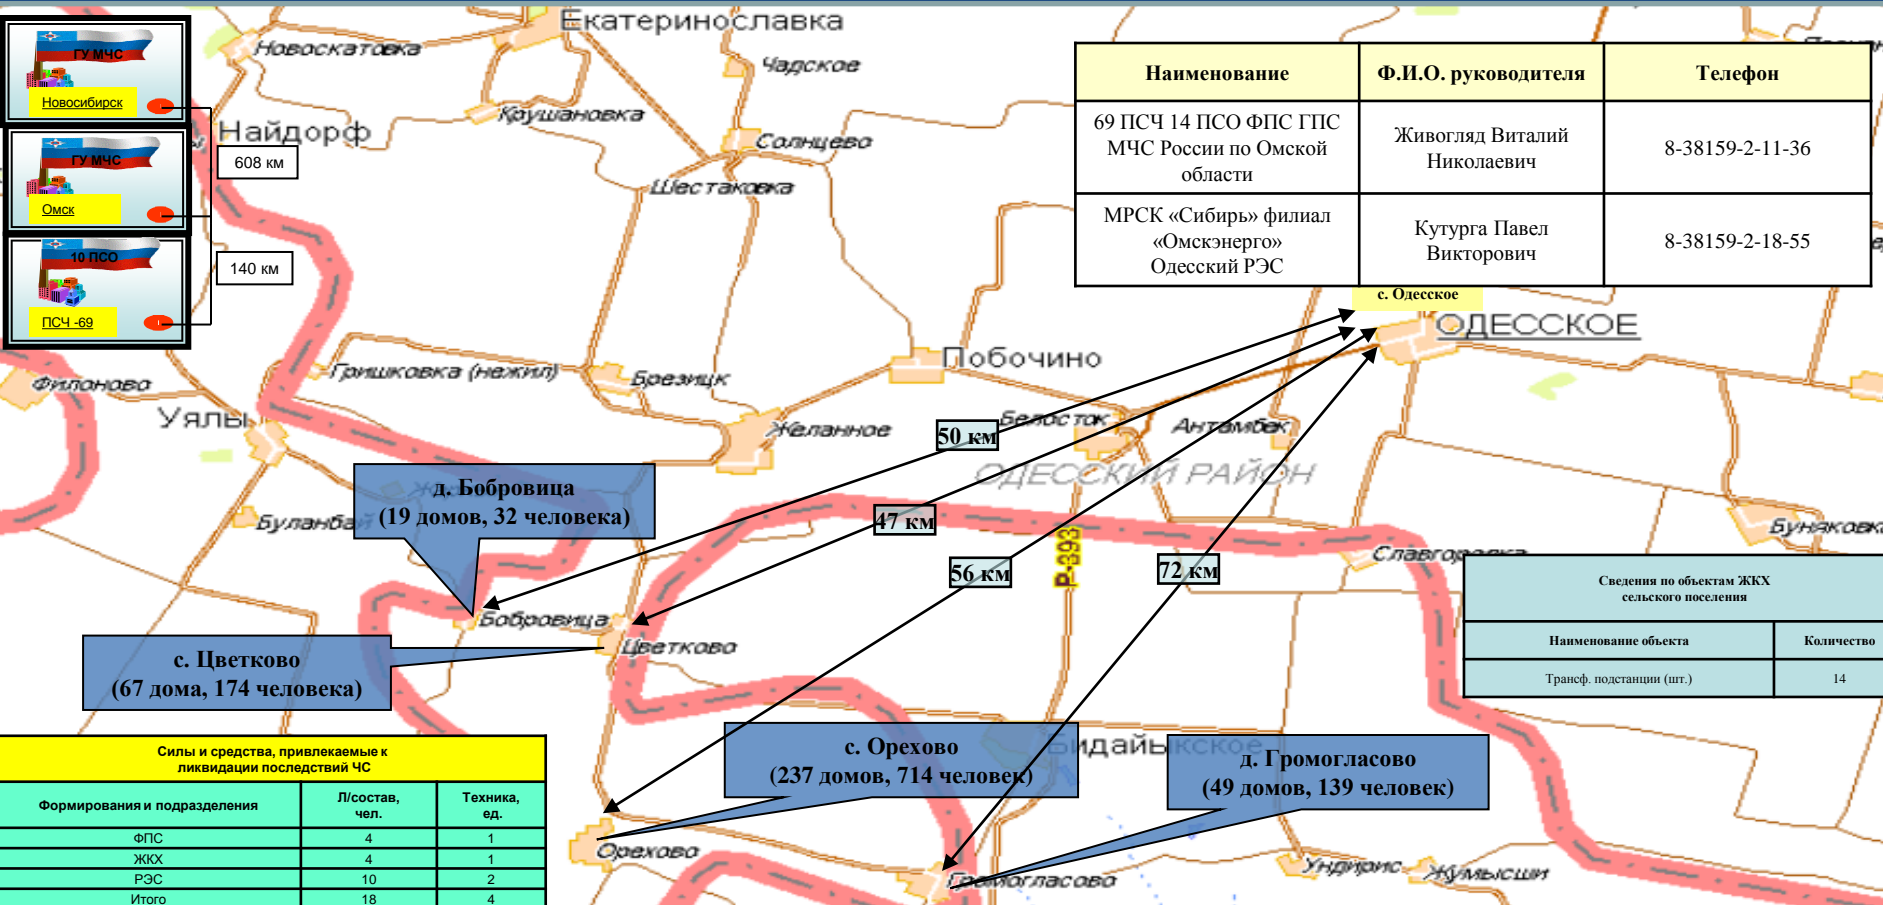 Екатеринославка
Новоскатовка
Чадское
Крушановка
Найдорф
Солнцево
Шестаковка
ГУ МЧС
Новосибирск
608 км
ГУ МЧС
Омск
140 км
10 ПСО
ПСЧ -69
Наименование
Ф.И.О. руководителя
Телефон
69 ПСЧ 14 ПСО ФПС ГПС
МЧС России по Омской
области
Живогляд Виталий
Николаевич
8-38159-2-11-36
МРСК «Сибирь» филиал
«Омскэнерго»
Одесский РЭС
Кутурга Павел
Викторович
8-38159-2-18-55
с. Одесское
ОДЕССКОЕ
Побочино
Филоново
Гришковка (нежил)
Брезицк
Уялы
Желанное
Белосток
Антамбек
50 км
ОДЕССКИЙ РАЙОН
д. Бобровица
(19 домов, 32 человека)
Буланбай
47 км
Буняковка
Славгородка
56 км
Р-393
72 км
Сведения по объектам ЖКХ
сельского поселения
Наименование объекта
Количество
Трансф. подстанции (шт.)
14
Бобровица
Цветково
с. Цветково
(67 дома, 174 человека)
с. Орехово
(237 домов, 714 человек)
Бидайыкское
д. Громогласово
(49 домов, 139 человек)
Силы и средства, привлекаемые к
ликвидации последствий ЧС
Формирования и подразделения
Л/состав,
чел.
Техника,
ед.
ФПС 4 1
ЖКХ 4 1
РЭС 10 2
Итого 18 4
Орехово
Громогласово
Ундирис
Жумысши